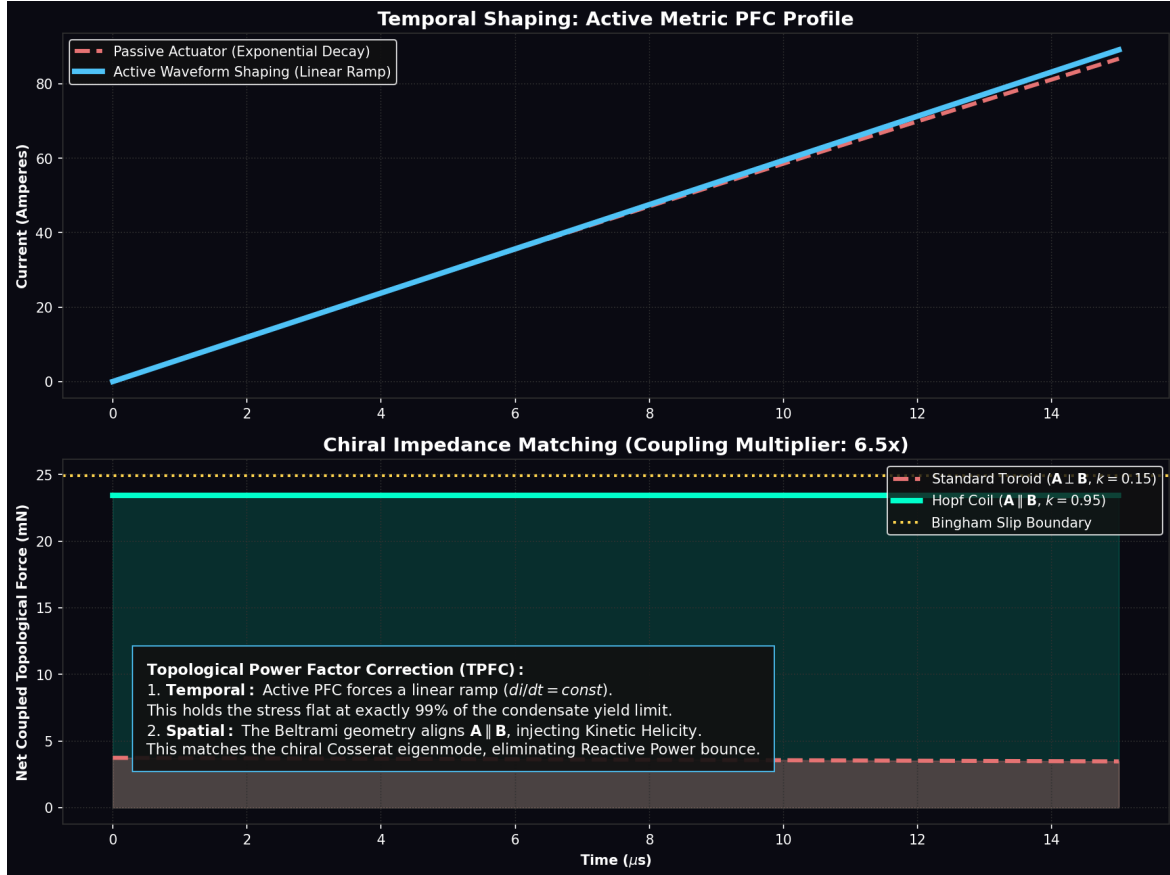 Temporal Shaping: Active Metric PFC Profile
Passive Actuator (Exponential Decay)
Active Waveform Shaping (Linear Ramp)
Current (Amperes)
80
60
40
20
0
0 2 4 6 8 10 12 14
Chiral Impedance Matching (Coupling Multiplier: 6.5x)
Standard Toroid (A ⊥ B, k = 0.15)
Hopf Coil (A ∥ B, k = 0.95)
Bingham Slip Boundary
Net Coupled Topological Force (mN)
25
20
15
10
5
0
Topological Power Factor Correction (TPFC):
1. Temporal: Active PFC forces a linear ramp (di/dt = const).
This holds the stress flat at exactly 99% of the condensate yield limit.
2. Spatial: The Beltrami geometry aligns A ∥ B, injecting Kinetic Helicity.
This matches the chiral Cosserat eigenmode, eliminating Reactive Power bounce.
0 2 4 6 8 10 12 14
Time (μs)